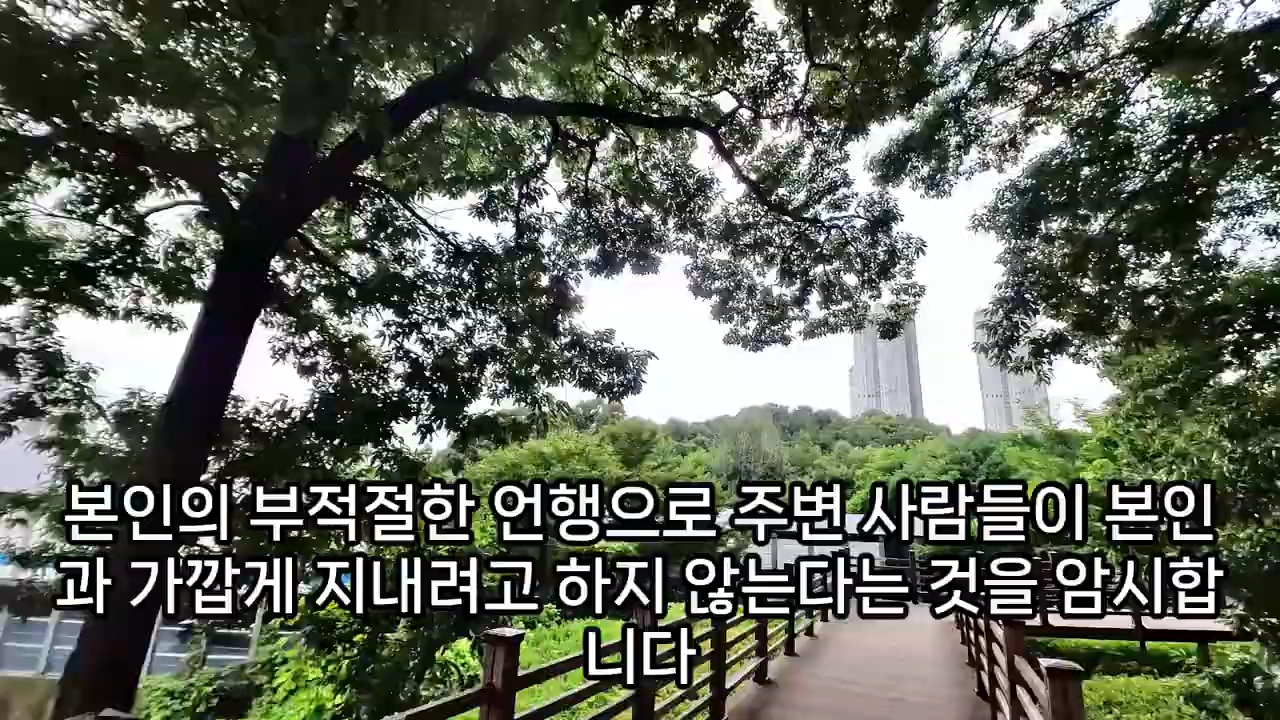 본인의 부적절한 언행으로 주변 사람들이 본인
과 가깝게 지내려고 하지 않는다는 것을 암시합
니다